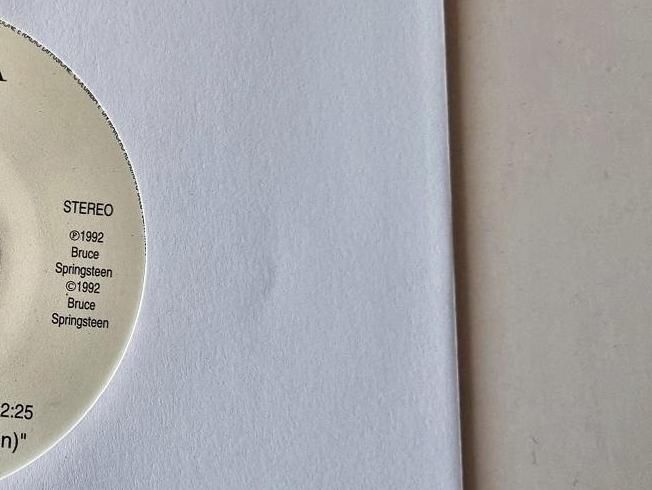 STEREO
℗1992
Bruce
Springsteen
©1992
Bruce
Springsteen
2:25
n)"